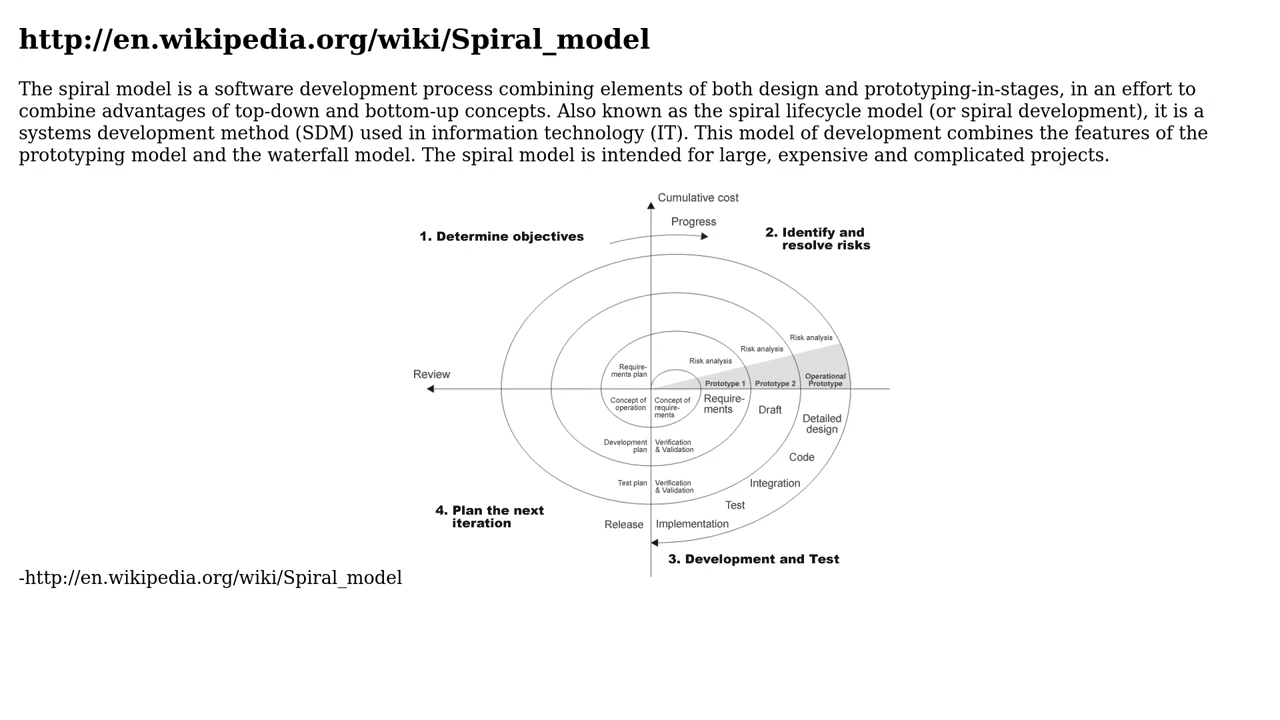 http://en.wikipedia.org/wiki/Spiral_model
The spiral model is a software development process combining elements of both design and prototyping-in-stages, in an effort to
combine advantages of top-down and bottom-up concepts. Also known as the spiral lifecycle model (or spiral development), it is a
systems development method (SDM) used in information technology (IT). This model of development combines the features of the
prototyping model and the waterfall model. The spiral model is intended for large, expensive and complicated projects.
Cumulative cost
Progress
1. Determine objectives
2. Identify and
resolve risks
Risk analysis
Risk analysis
Risk analysis
Require-
ments plan
Review
Prototype 1
Prototype 2
Operational
Prototype
Concept of
operation
Concept of
require-
ments
Require-
ments
Draft
Detailed
design
Development
plan
Verification
& Validation
Code
Test plan
Verification
& Validation
Integration
Test
4. Plan the next
iteration
Release
Implementation
3. Development and Test
-http://en.wikipedia.org/wiki/Spiral_model